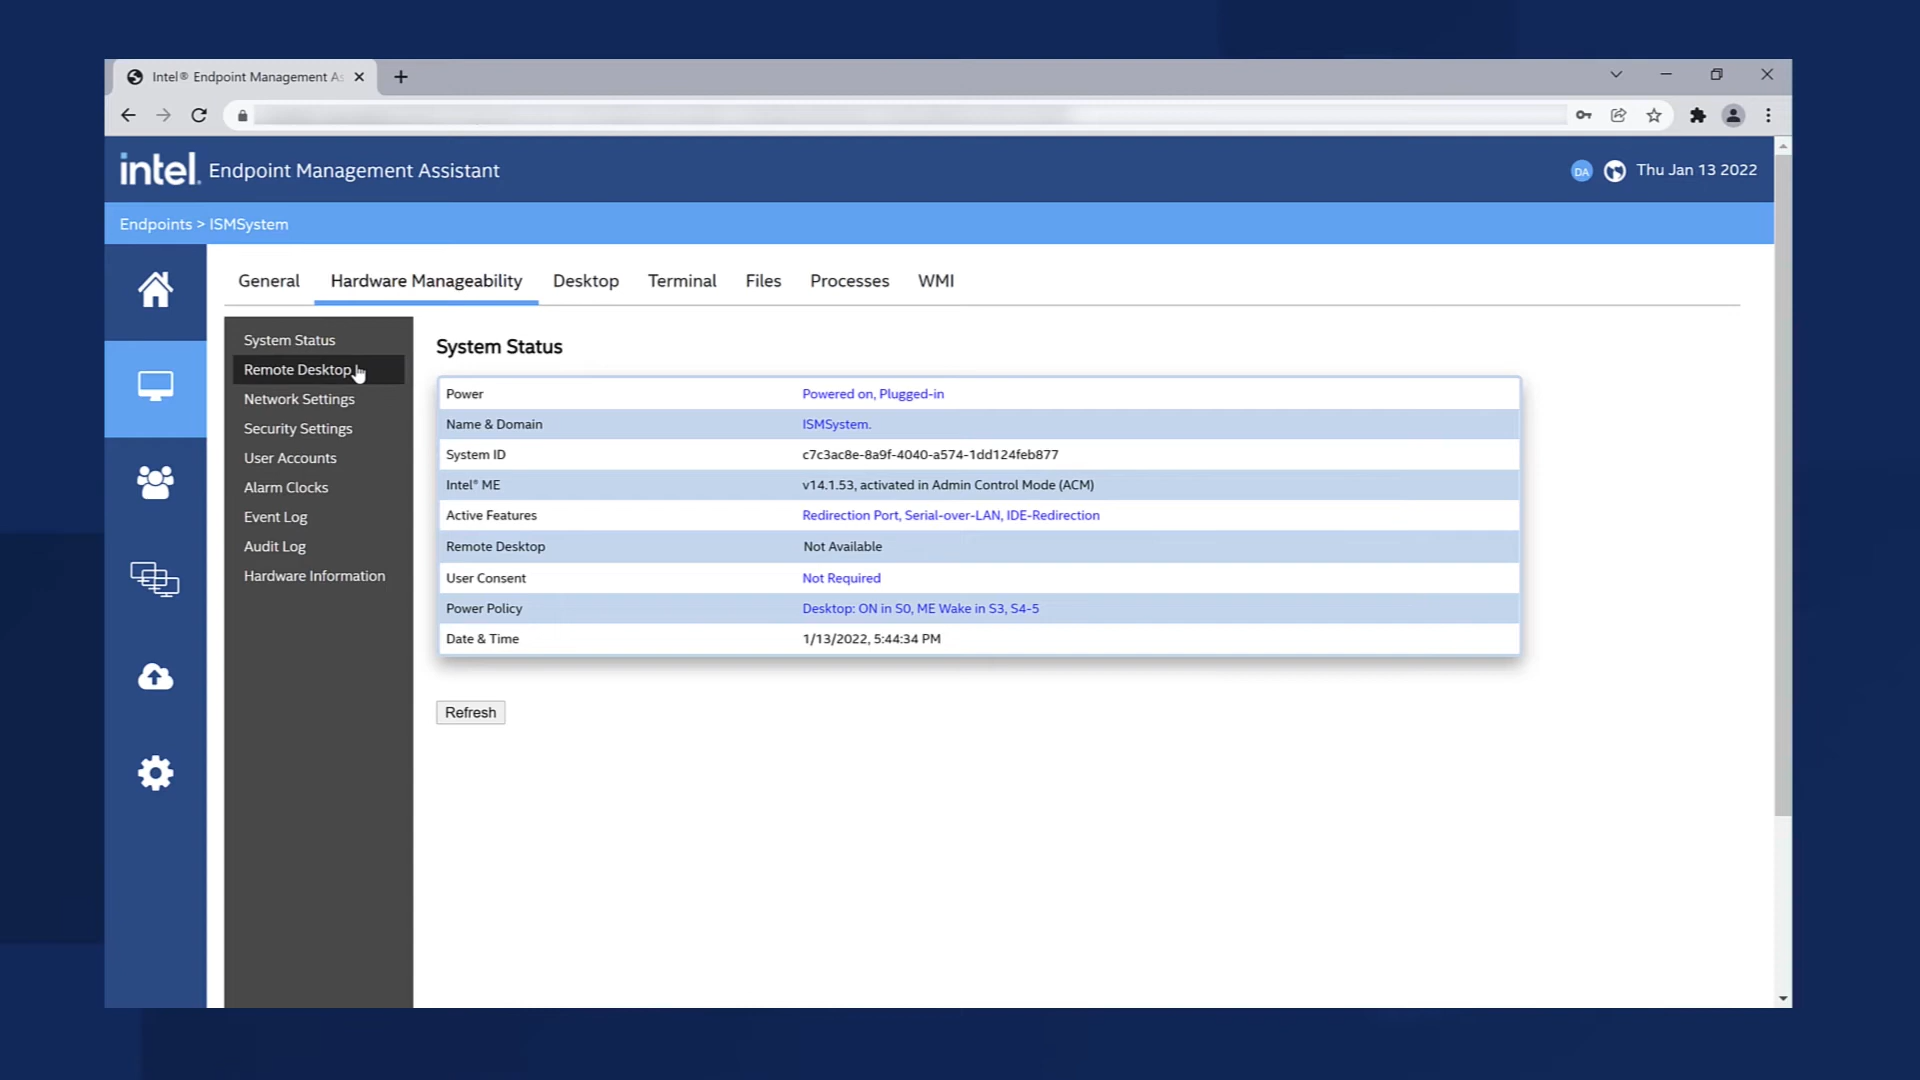 Intel® Endpoint Management As
intel. Endpoint Management Assistant
DA
Thu Jan 13 2022
Endpoints > ISMSystem
General Hardware Manageability Desktop Terminal Files Processes WMI
System Status
Remote Desktop
Network Settings
Security Settings
User Accounts
Alarm Clocks
Event Log
Audit Log
Hardware Information
System Status
Power Powered on, Plugged-in
Name & Domain ISMSystem.
System ID c7c3ac8e-8a9f-4040-a574-1dd124feb877
Intel® ME v14.1.53, activated in Admin Control Mode (ACM)
Active Features Redirection Port, Serial-over-LAN, IDE-Redirection
Remote Desktop Not Available
User Consent Not Required
Power Policy Desktop: ON in S0, ME Wake in S3, S4-5
Date & Time 1/13/2022, 5:44:34 PM
Refresh